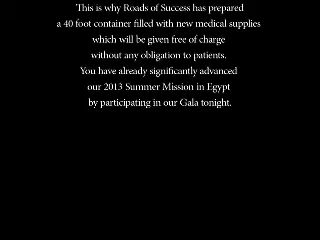 This is why Roads of Success has prepared
a 40 foot container filled with new medical supplies
which will be given free of charge
without any obligation to patients.
You have already significantly advanced
our 2013 Summer Mission in Egypt
by participating in our Gala tonight.